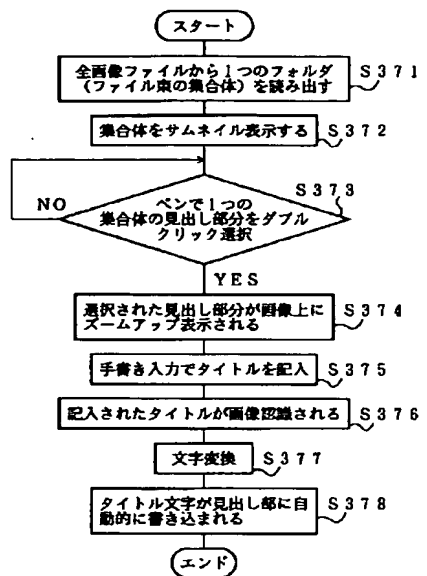 スタート
全画像ファイルから１つのフォルダ
(ファイル束の集合体)を読み出す
Ｓ３７１
集合体をサムネイル表示する
Ｓ３７２
Ｓ３７３
ＮＯ
ペンで１つの
集合体の見出し部分をダブル
クリック選択
ＹＥＳ
選択された見出し部分が画像上に
ズームアップ表示される
Ｓ３７４
手書き入力でタイトルを記入
Ｓ３７５
記入されたタイトルが画像認識される
Ｓ３７６
文字変換
Ｓ３７７
タイトル文字が見出し部に自
動的に書き込まれる
Ｓ３７８
エンド